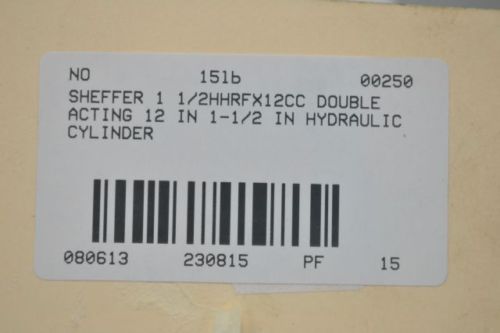 NO 151b 00250
SHEFFER 1 1/2HHRFX12CC DOUBLE
ACTING 12 IN 1-1/2 IN HYDRAULIC
CYLINDER
080613 230815 PF 15